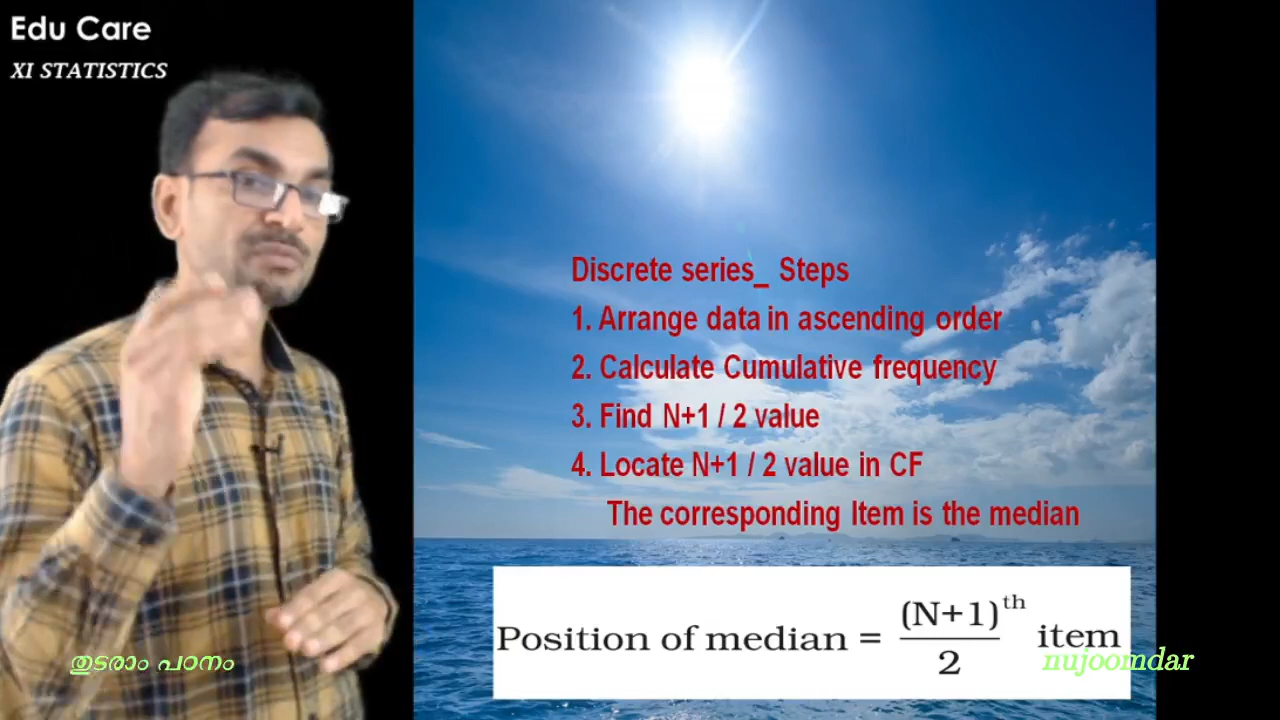 Edu Care
XI STATISTICS
Discrete series_ Steps
1. Arrange data in ascending order
2. Calculate Cumulative frequency
3. Find N+1 / 2 value
4. Locate N+1 / 2 value in CF
The corresponding Item is the median
Position of median = (N+1)th / 2 item
തുടരാം പഠനം
nujoomdar